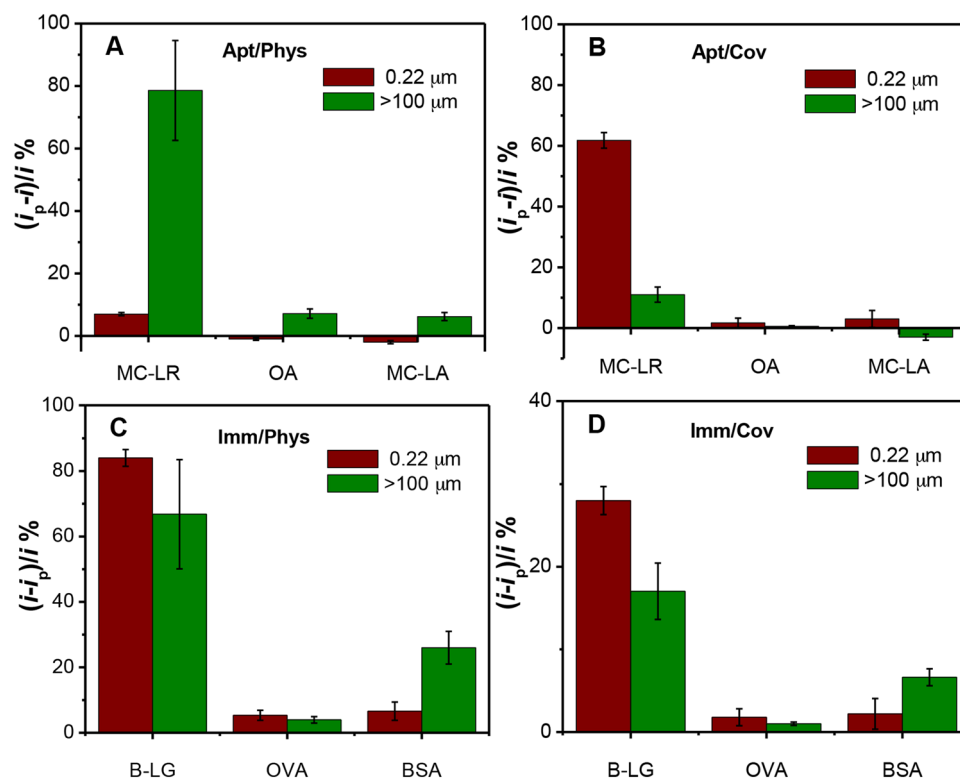 A
Apt/Phys
0.22 μm
>100 μm
(ip-i)/i %
100
80
60
40
20
0
MC-LR OA MC-LA
B
Apt/Cov
0.22 μm
>100 μm
(ip-i)/i %
100
80
60
40
20
0
MC-LR OA MC-LA
C
Imm/Phys
0.22 μm
>100 μm
(i-ip)/i %
100
80
60
40
20
0
B-LG OVA BSA
D
Imm/Cov
0.22 μm
>100 μm
(i-ip)/i %
40
20
0
B-LG OVA BSA